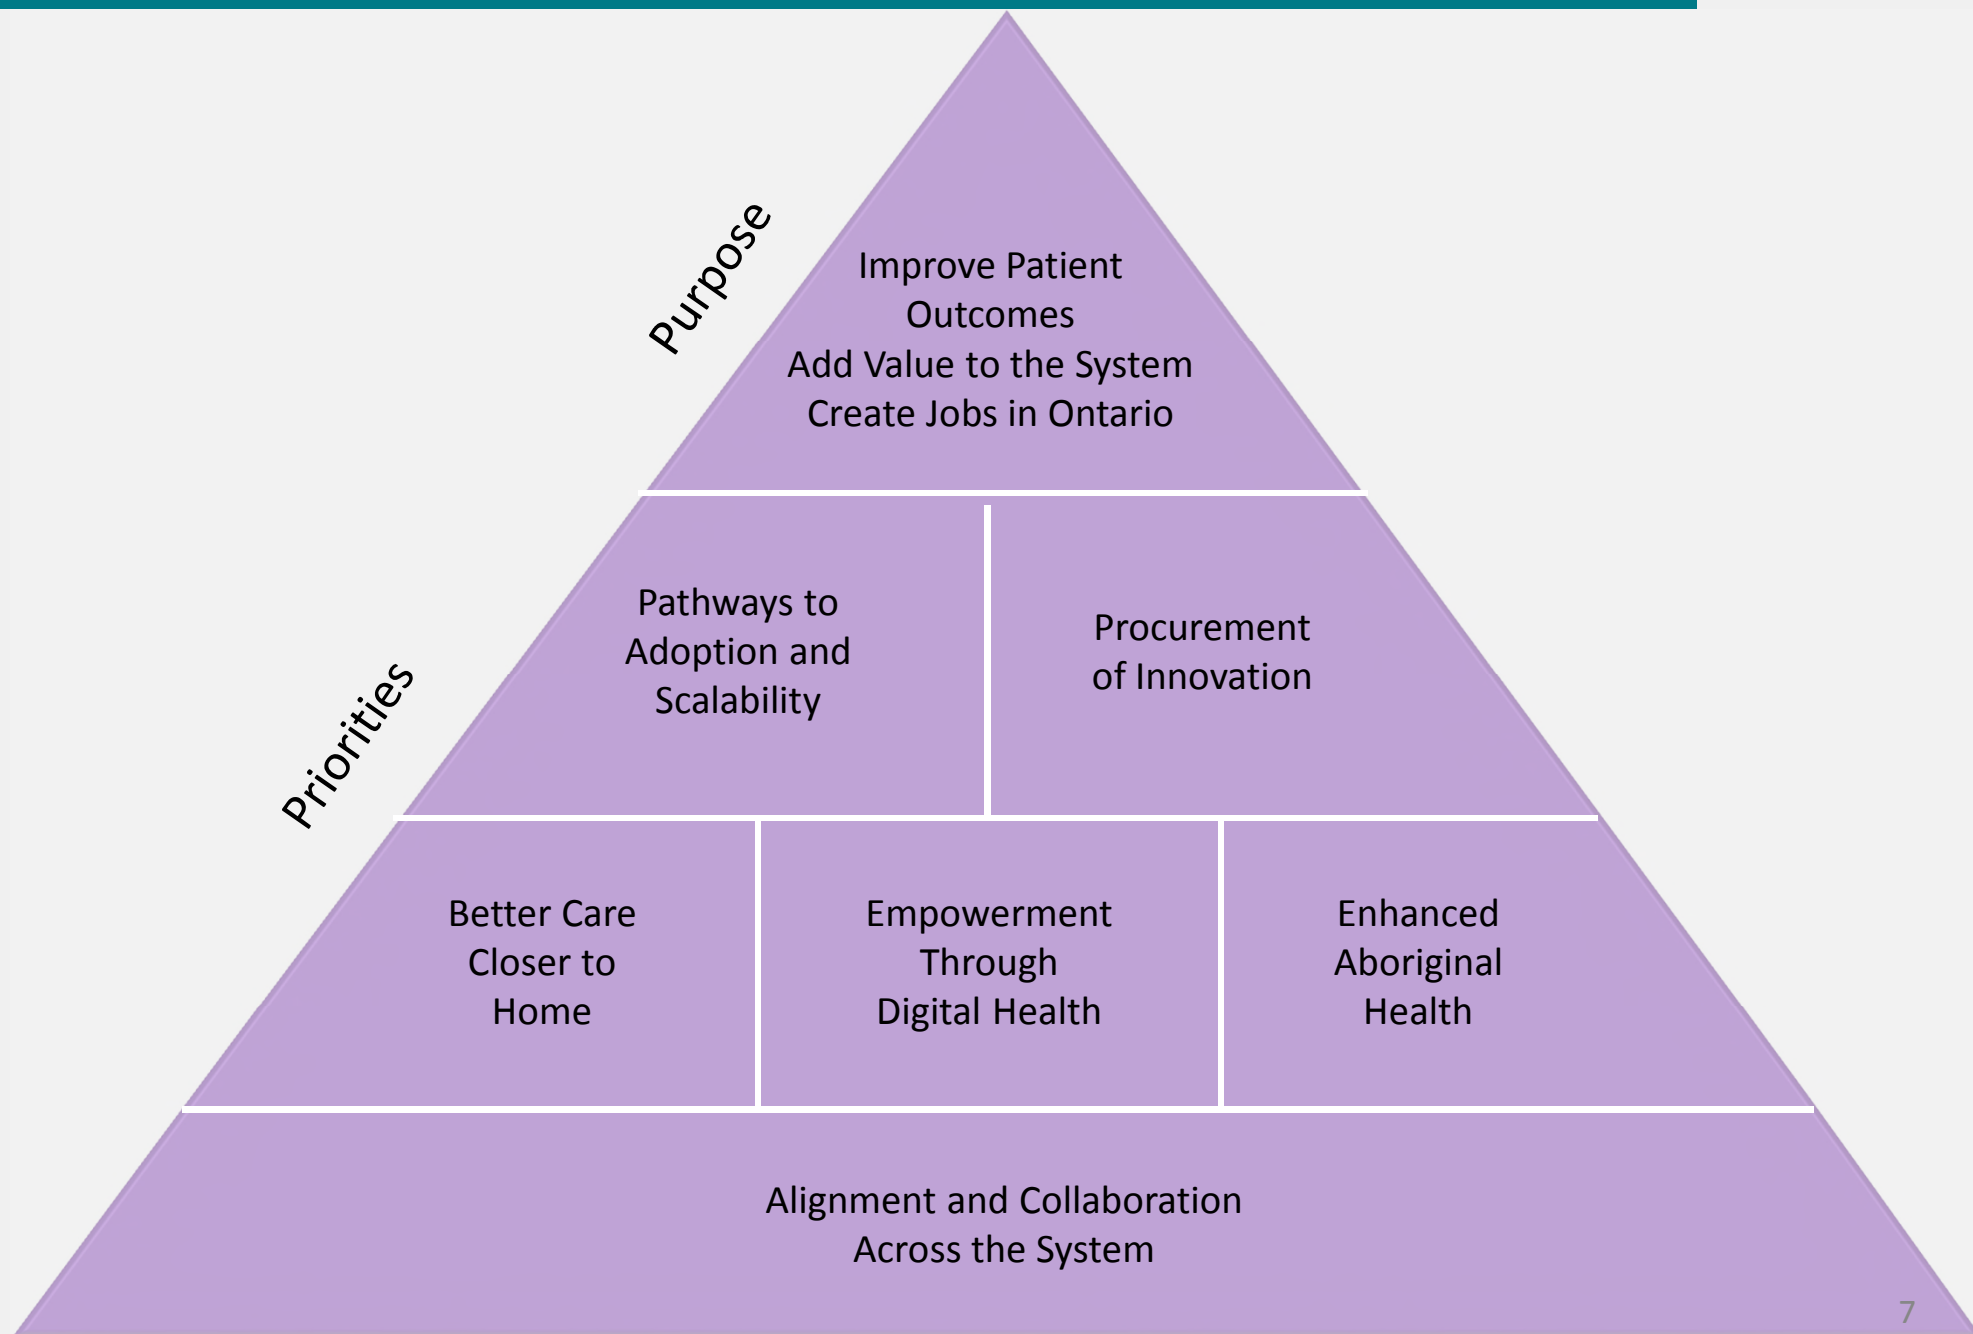 Purpose
Improve Patient
Outcomes
Add Value to the System
Create Jobs in Ontario
Priorities
Pathways to
Adoption and
Scalability
Procurement
of Innovation
Better Care
Closer to
Home
Empowerment
Through
Digital Health
Enhanced
Aboriginal
Health
Alignment and Collaboration
Across the System
7